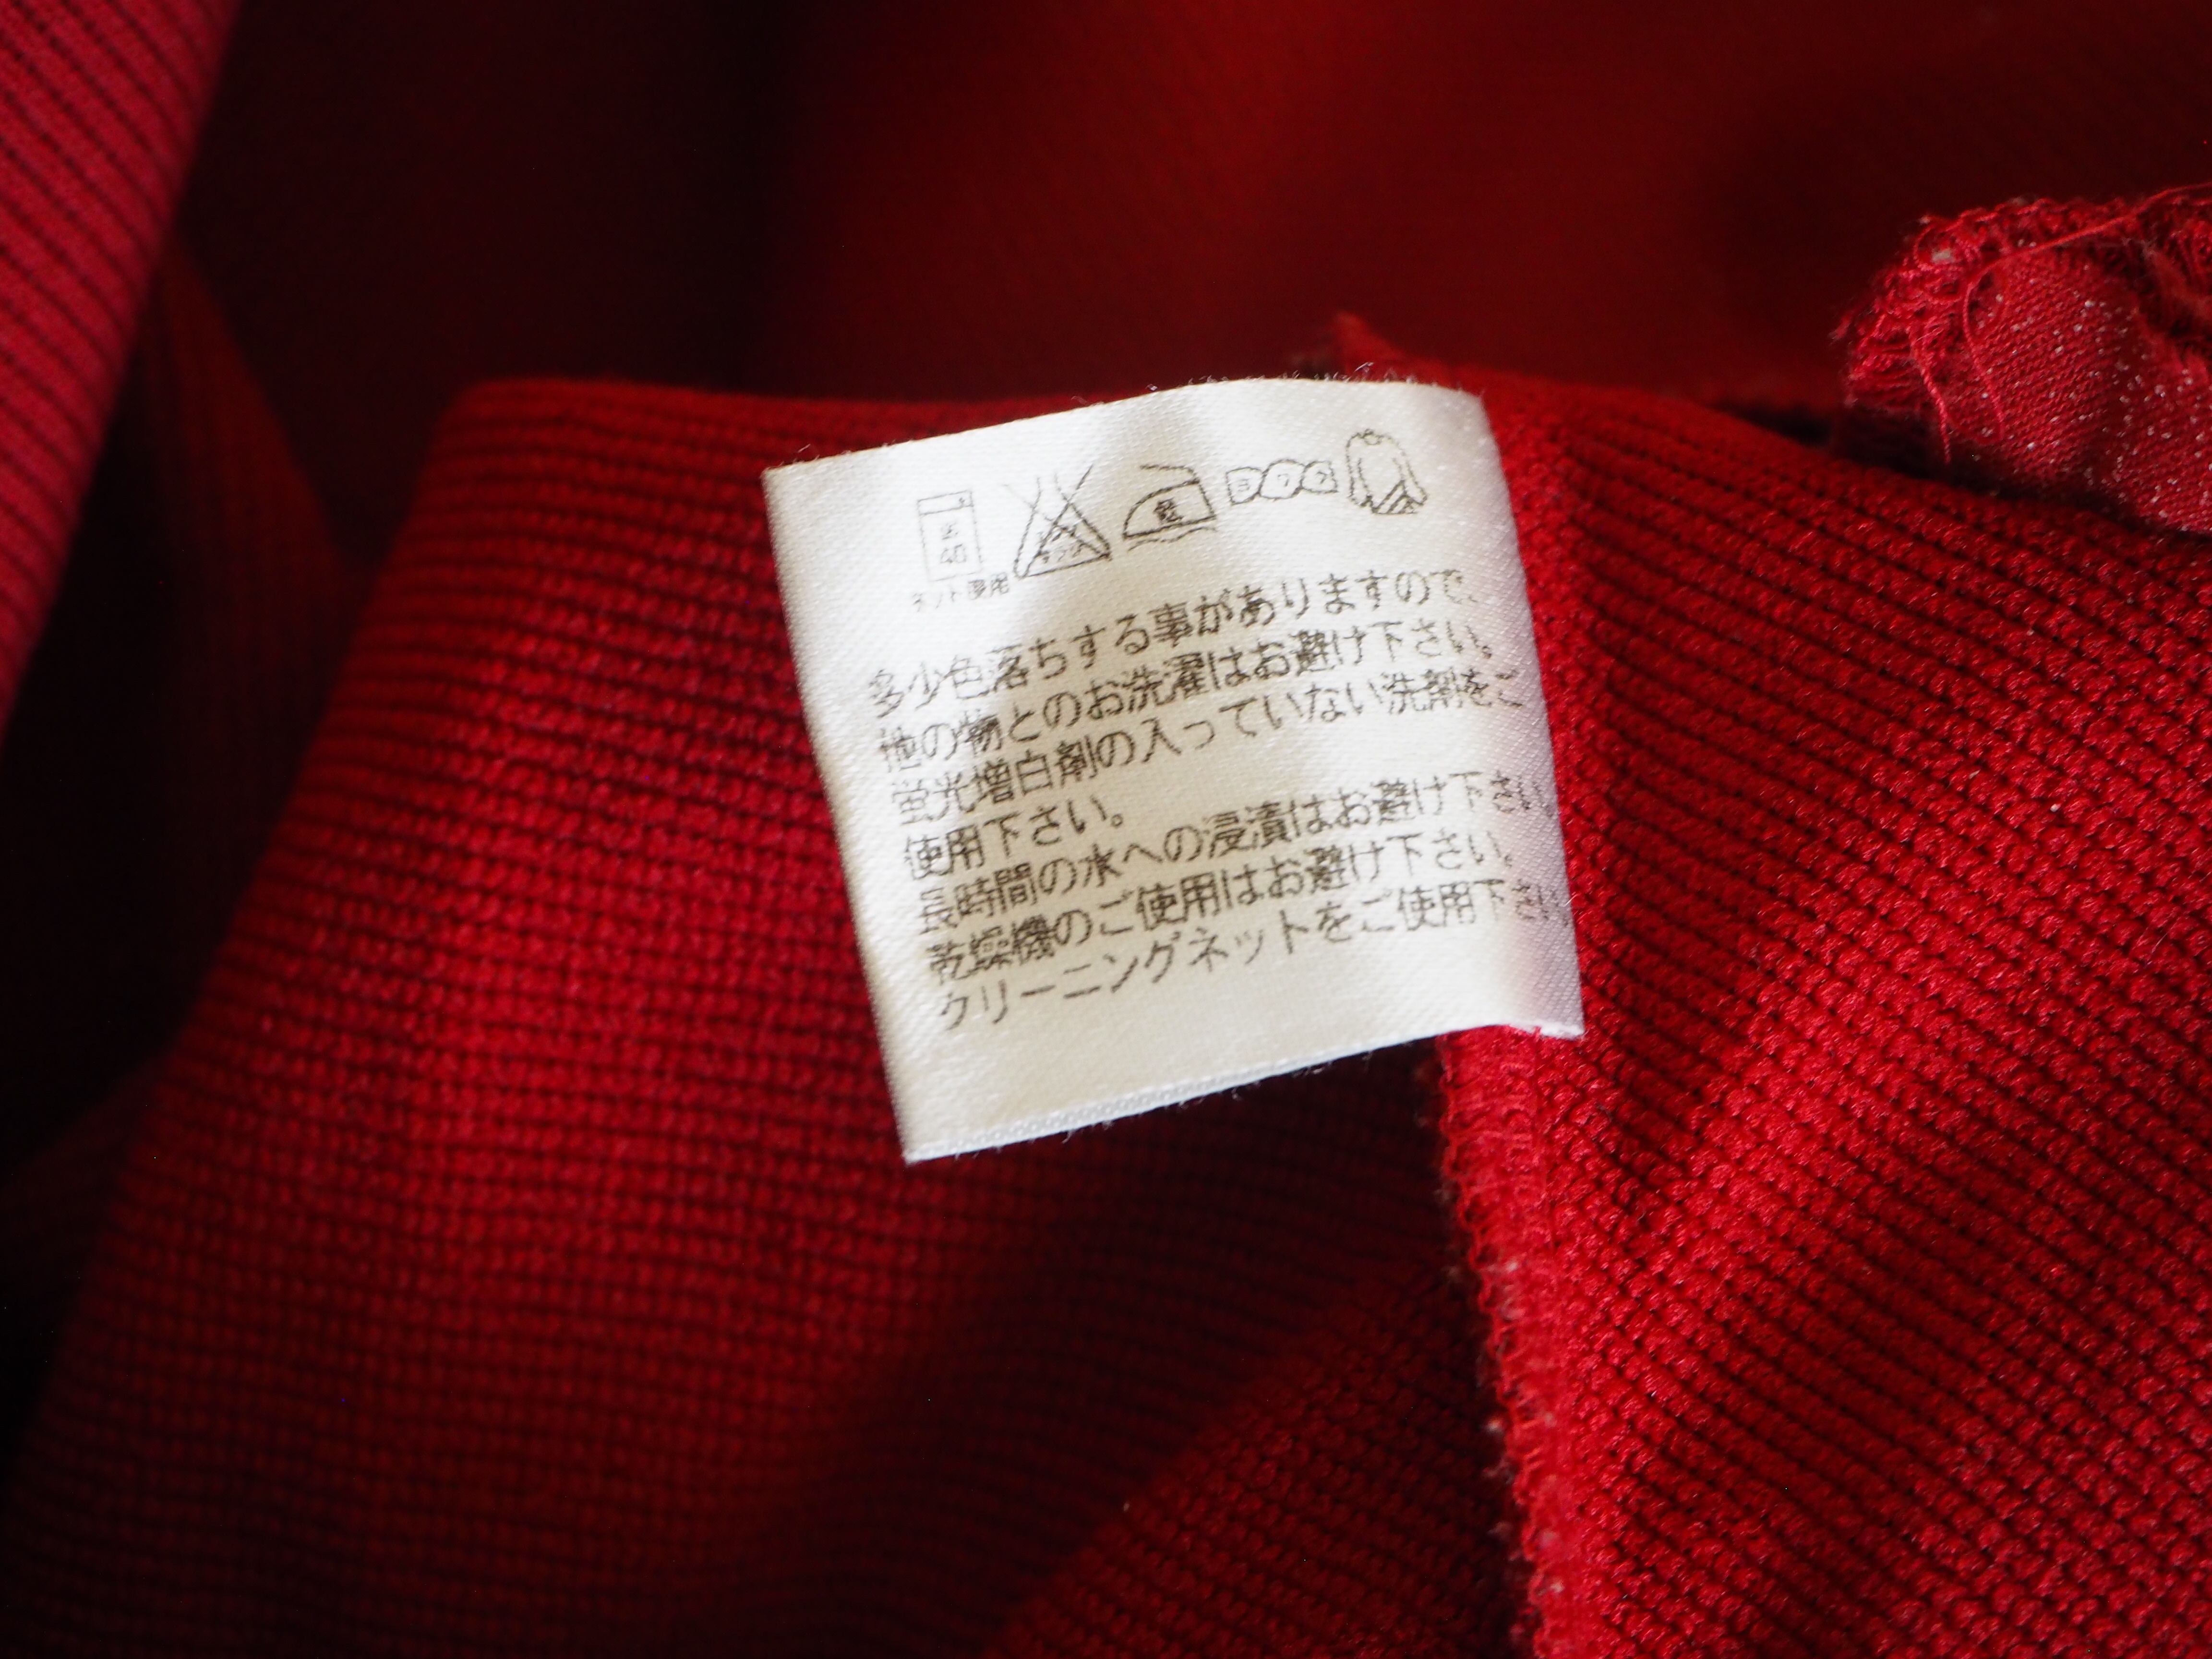 40
ネット使用
多少色落ちする事がありますので、
他の物とのお洗濯はお避け下さい。
蛍光増白剤の入っていない洗剤をご
使用下さい。
長時間の水への浸漬はお避け下さい
乾燥機のご使用はお避け下さい。
クリーニングネットをご使用下さい